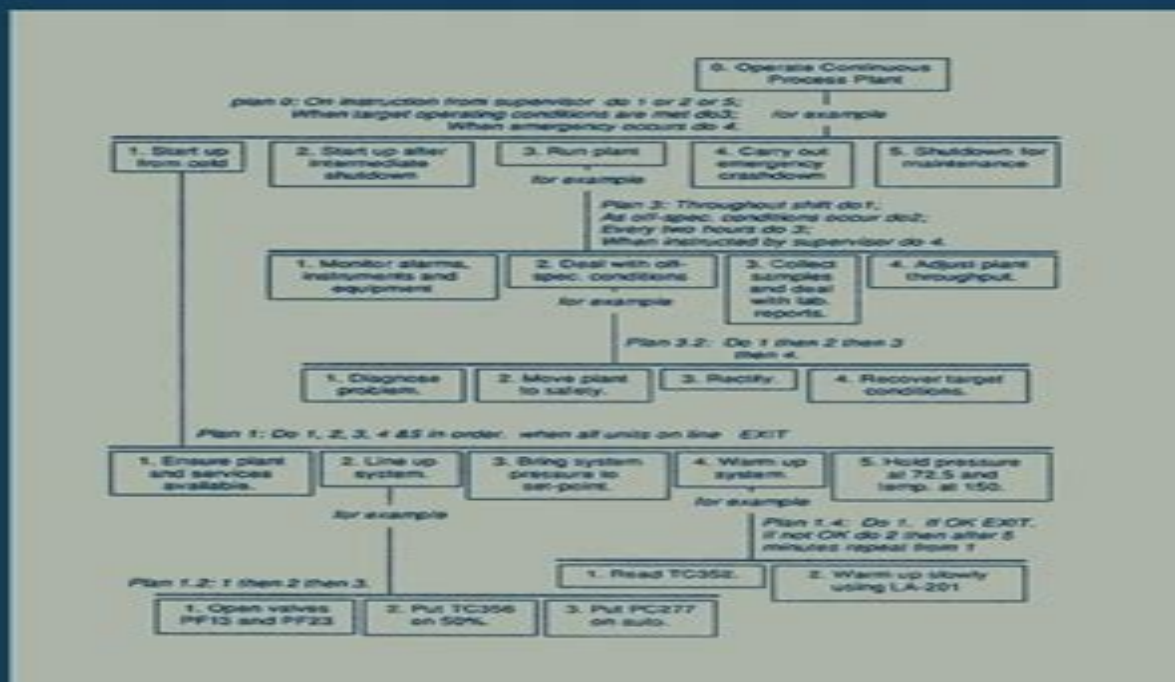 0. Operate Continuous
Process Plant
plan 0: On instruction from supervisor do 1 or 2 or 5;
When target operating conditions are met do3;
When emergency occurs do 4.
for example
1. Start up
from cold
2. Start up after
intermediate
shutdown
3. Run plant
4. Carry out
emergency
crashdown
5. Shutdown for
maintenance
for example
Plan 3: Throughout shift do1;
As off-spec. conditions occur do2;
Every two hours do 3;
When instructed by supervisor do 4.
1. Monitor alarms,
instruments and
equipment
2. Deal with off-
spec. conditions
3. Collect
samples
and deal
with lab.
reports.
4. Adjust plant
throughput.
for example
Plan 3.2: Do 1 then 2 then 3
then 4.
1. Diagnose
problem.
2. Move plant
to safety.
3. Rectify
4. Recover target
conditions.
Plan 1: Do 1, 2, 3, 4 &5 in order. when all units on line EXIT
1. Ensure plant
and services
available.
2. Line up
system.
3. Bring system
pressure to
set-point.
4. Warm up
system
5. Hold pressure
at 72.5 and
temp. at 150.
for example
for example
Plan 1.4: Do 1. If OK EXIT.
if not OK do 2 then after 5
minutes repeat from 1
Plan 1.2: 1 then 2 then 3.
1. Read TC352.
2. Warm up slowly
using LA-201
1. Open valves
PF13 and PF23
2. Put TC356
on 50%.
3. Put PC277
on auto.